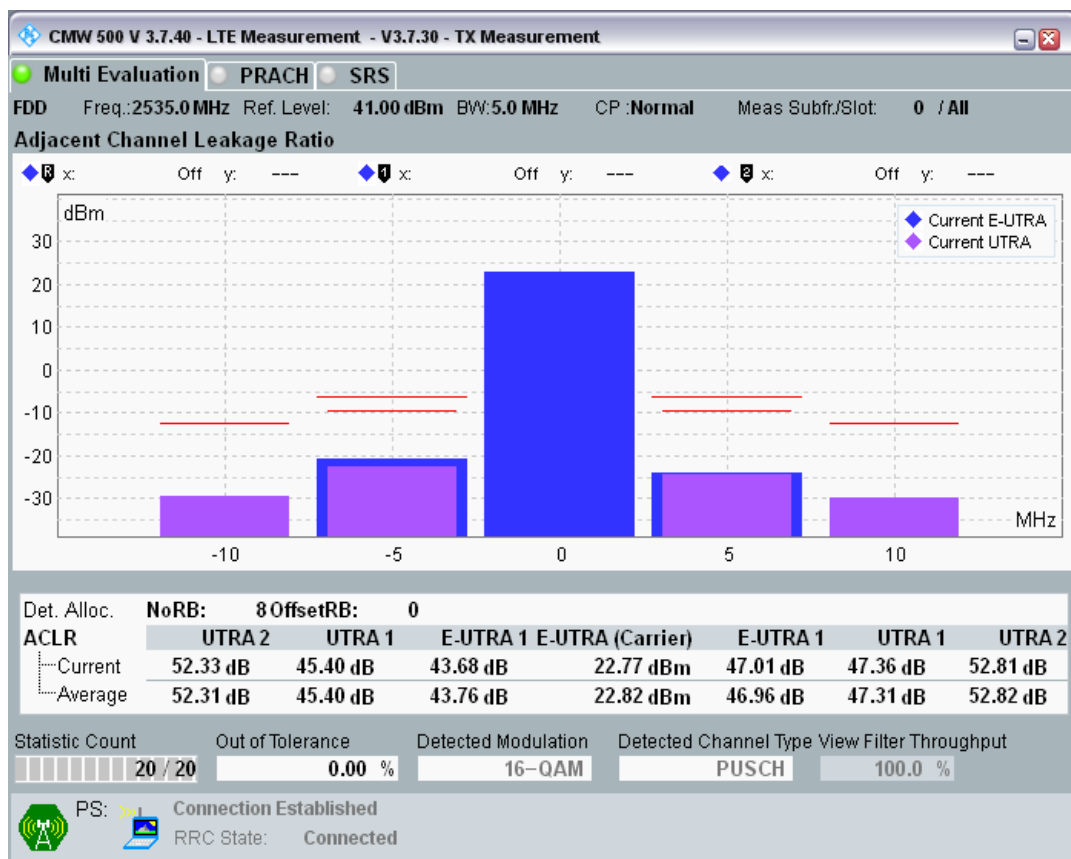 CMW 500 V 3.7.40 - LTE Measurement - V3.7.30 - TX Measurement
Multi Evaluation PRACH SRS
FDD Freq.:2535.0 MHz Ref. Level: 41.00 dBm BW:5.0 MHz CP :Normal Meas Subfr./Slot: 0 / All
Adjacent Channel Leakage Ratio
R x: Off y: --- 1 x: Off y: --- 2 x: Off y: ---
dBm
Current E-UTRA
Current UTRA
30
20
10
0
-10
-20
-30
MHz
-10 -5 0 5 10
Det. Alloc. NoRB: 8 OffsetRB: 0
ACLR UTRA 2 UTRA 1 E-UTRA 1 E-UTRA (Carrier) E-UTRA 1 UTRA 1 UTRA 2
Current 52.33 dB 45.40 dB 43.68 dB 22.77 dBm 47.01 dB 47.36 dB 52.81 dB
Average 52.31 dB 45.40 dB 43.76 dB 22.82 dBm 46.96 dB 47.31 dB 52.82 dB
Statistic Count Out of Tolerance Detected Modulation Detected Channel Type View Filter Throughput
20 / 20 0.00 % 16-QAM PUSCH 100.0 %
PS: Connection Established
RRC State: Connected